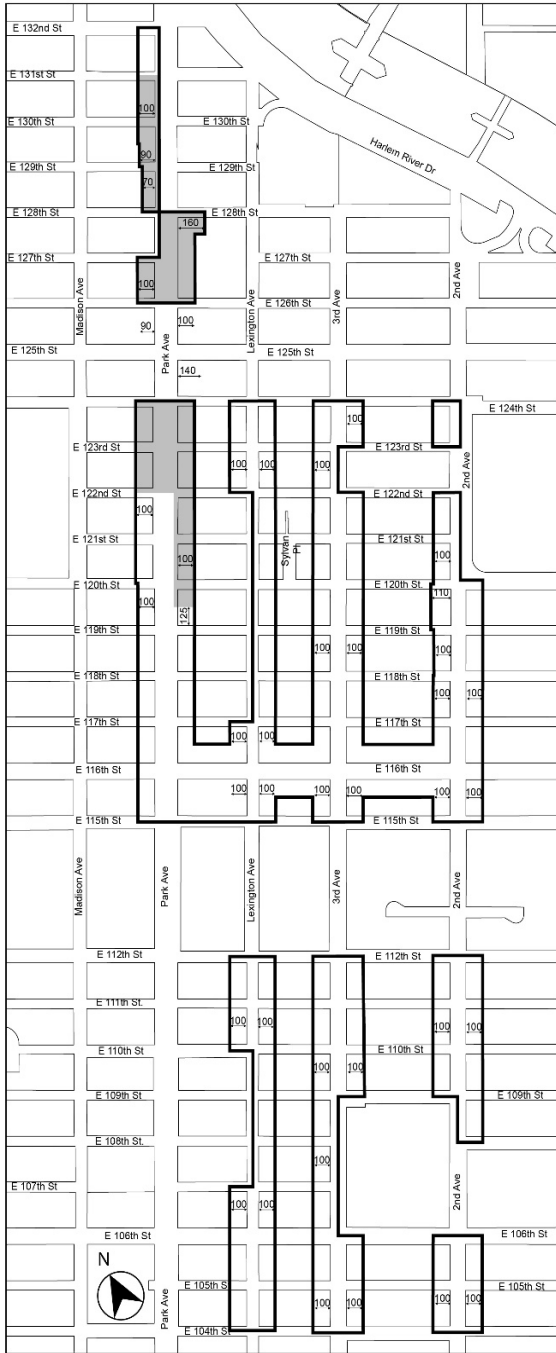 E 132nd St
E 131st St
100
E 130th St
E 130th St
Harlem River Dr
90
E 129th St
E 129th St
70
E 128th St
E 128th St
160
E 127th St
E 127th St
100
Madison Ave
Lexington Ave
3rd Ave
2nd Ave
E 126th St
90
100
Park Ave
E 125th St
E 125th St
140
E 124th St
100
E 123rd St
E 123rd St
2nd Ave
100
100
100
E 122nd St
E 122nd St
100
E 121st St
E 121st St
Sylvan
Pl
100
100
E 120th St
E 120th St.
100
110
125
E 119th St
E 119th St
100
100
100
E 118th St
E 118th St
100
100
E 117th St
E 117th St
100
100
E 116th St
E 116th St
100
100
100
100
100
100
E 115th St
E 115th St
Madison Ave
Park Ave
Lexington Ave
3rd Ave
2nd Ave
E 112th St
E 112th St
E 111th St.
100
100
100
100
E 110th St
E 110th St
100
100
E 109th St
E 109th St
E 108th St.
100
E 107th St
2nd Ave
100
100
E 106th St
E 106th St
N
E 105th S
E 105th St
100
100
100
100
Park Ave
E 104th St